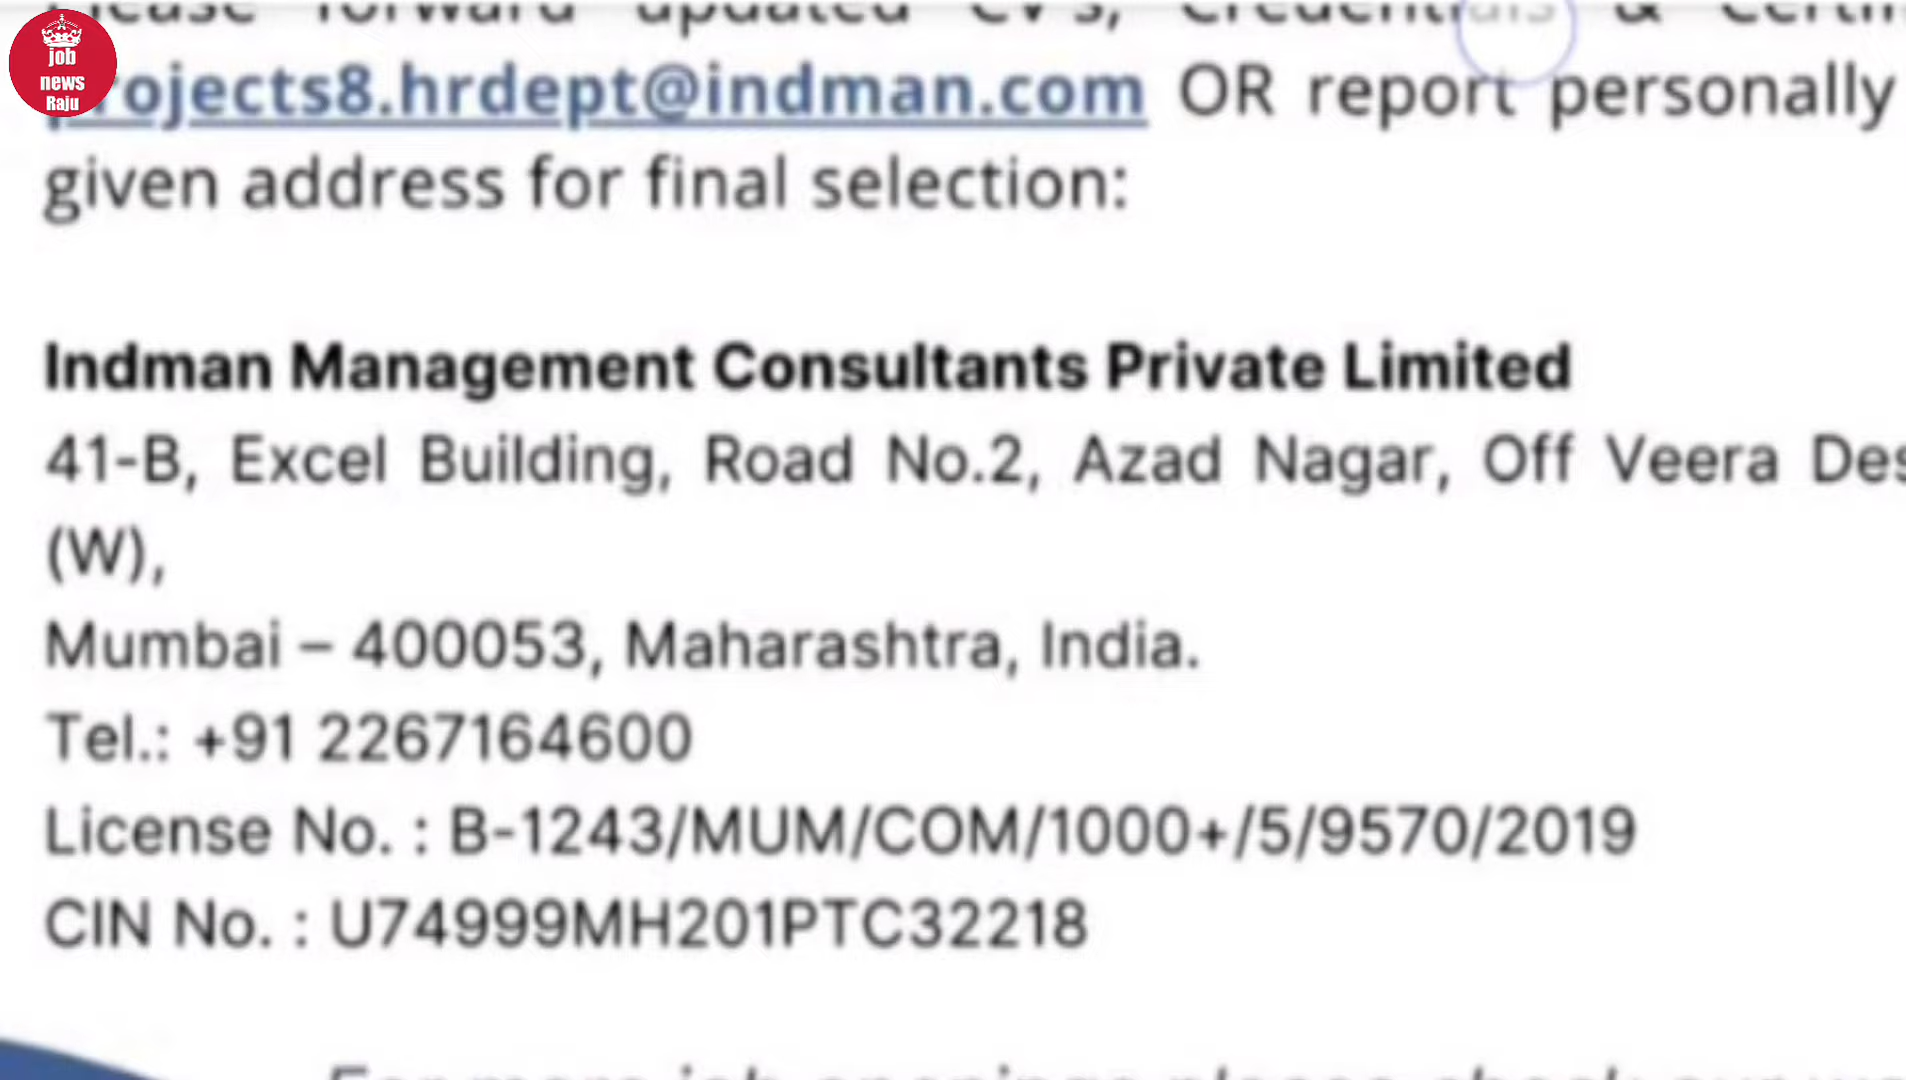 job
news
Raju
updated
rojects8.hrdept@indman.com OR report personally
given address for final selection:
Indman Management Consultants Private Limited
41-B, Excel Building, Road No.2, Azad Nagar, Off Veera Des
(W),
Mumbai – 400053, Maharashtra, India.
Tel.: +91 2267164600
License No. : B-1243/MUM/COM/1000+/5/9570/2019
CIN No. : U74999MH201PTC32218